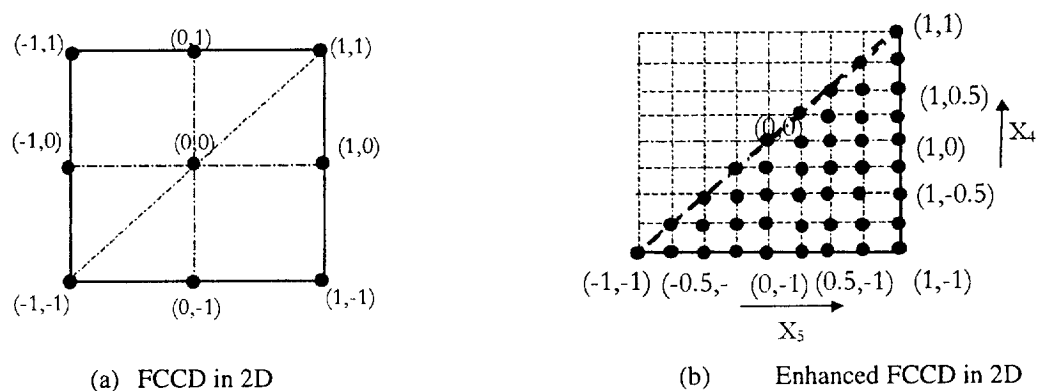 (-1,1) (0,1) (1,1)
(-1,0) (0,0) (1,0)
(-1,-1) (0,-1) (1,-1)
(a) FCCD in 2D
(1,1)
(1,0.5)
(0,0) (1,0)
X₄
(1,-0.5)
(-1,-1) (-0.5,- (0,-1) (0.5,-1) (1,-1)
X₅
(b) Enhanced FCCD in 2D